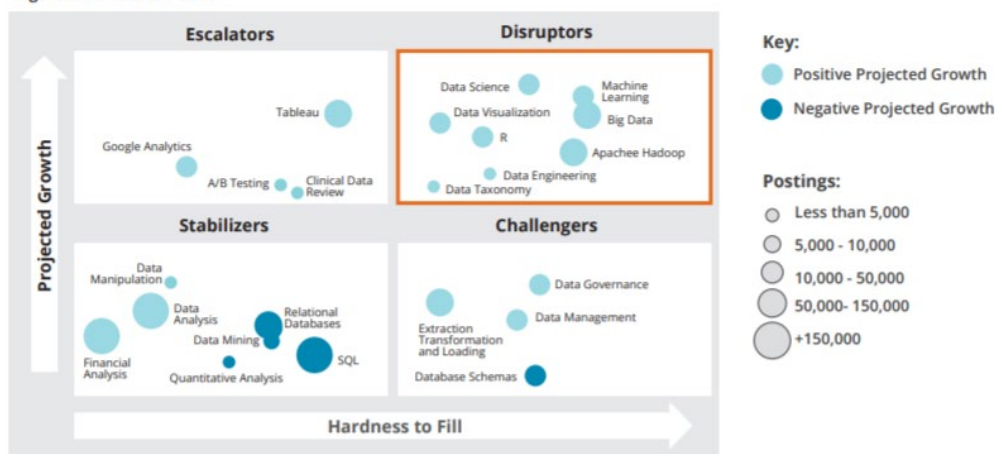 Escalators
Disruptors
Tableau
Google Analytics
A/B Testing
Clinical Data
Review
Data Science
Machine
Learning
Data Visualization
Big Data
R
Apachee Hadoop
Data Engineering
Data Taxonomy
Stabilizers
Challengers
Data
Manipulation
Data
Analysis
Relational
Databases
Data Mining
Financial
Analysis
Quantitative Analysis
SQL
Data Governance
Data Management
Extraction
Transformation
and Loading
Database Schemas
Projected Growth
Hardness to Fill
Key:
Positive Projected Growth
Negative Projected Growth
Postings:
Less than 5,000
5,000 - 10,000
10,000 - 50,000
50,000- 150,000
+150,000